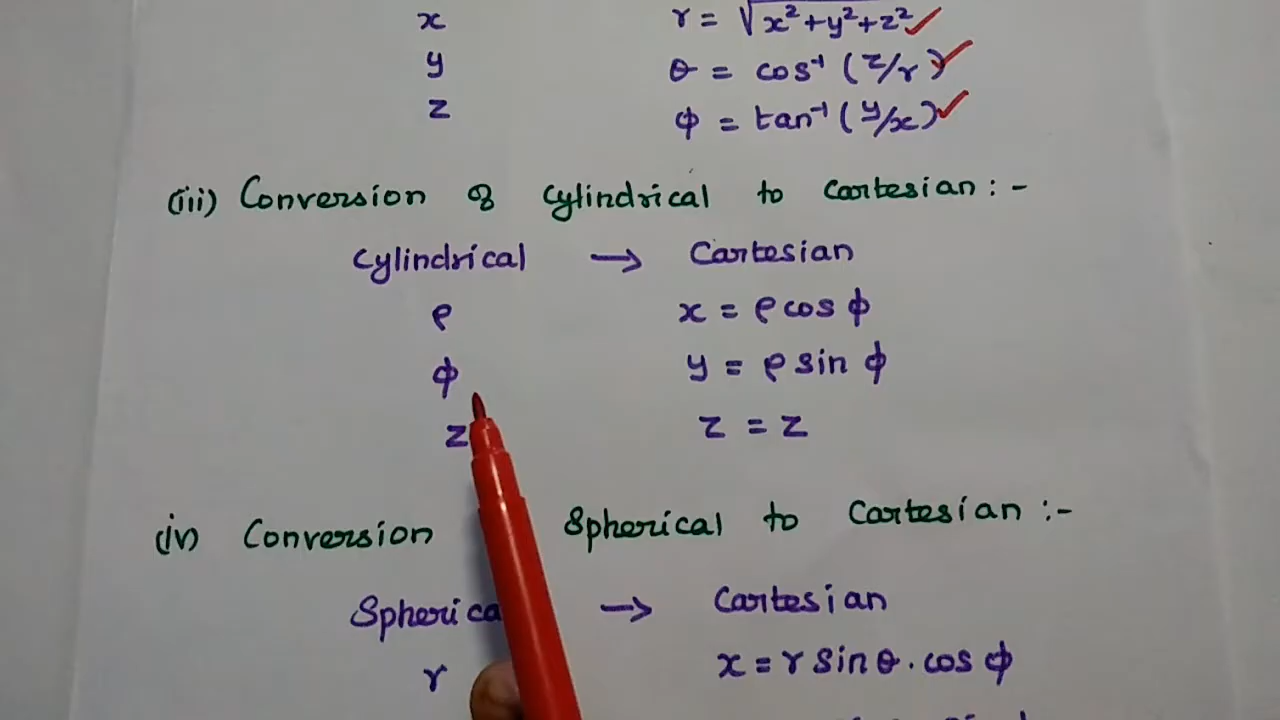 x r = √x²+y²+z² ✓
y θ = cos⁻¹ (z/r) ✓
z ϕ = tan⁻¹ (y/x) ✓
(iii) Conversion of Cylindrical to Cartesian :-
Cylindrical → Cartesian
ρ x = ρ cos ϕ
ϕ y = ρ sin ϕ
z z = z
(iv) Conversion Spherical to Cartesian :-
Spherica → Cartesian
r x = r sin θ . cos ϕ